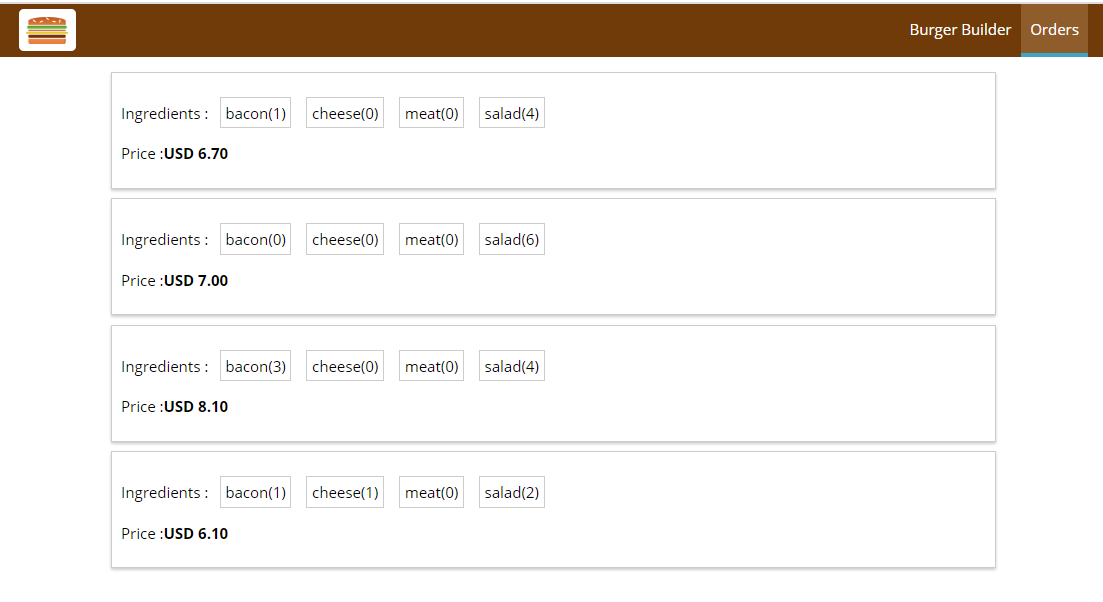 Burger Builder Orders
Ingredients : bacon(1) cheese(0) meat(0) salad(4)
Price :USD 6.70
Ingredients : bacon(0) cheese(0) meat(0) salad(6)
Price :USD 7.00
Ingredients : bacon(3) cheese(0) meat(0) salad(4)
Price :USD 8.10
Ingredients : bacon(1) cheese(1) meat(0) salad(2)
Price :USD 6.10